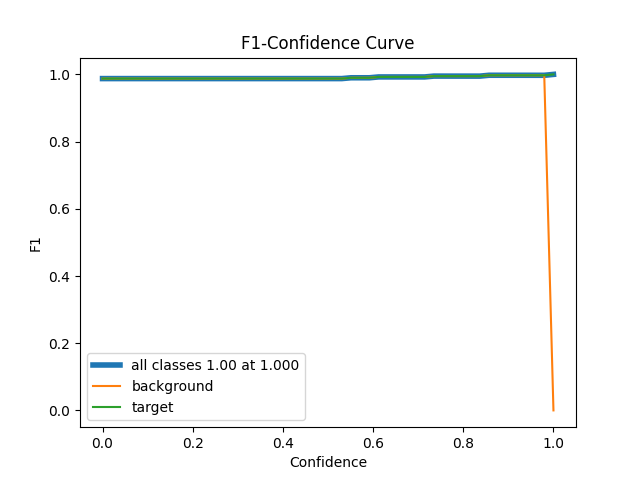 F1-Confidence Curve
F1
1.0
0.8
0.6
0.4
0.2
0.0
all classes 1.00 at 1.000
background
target
0.0 0.2 0.4 0.6 0.8 1.0
Confidence